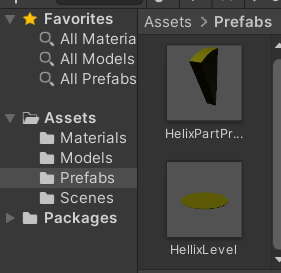 Favorites
All Materia
All Models
All Prefabs
Assets
Materials
Models
Prefabs
Scenes
Packages
Assets > Prefabs
HelixPartPr...
HellixLevel